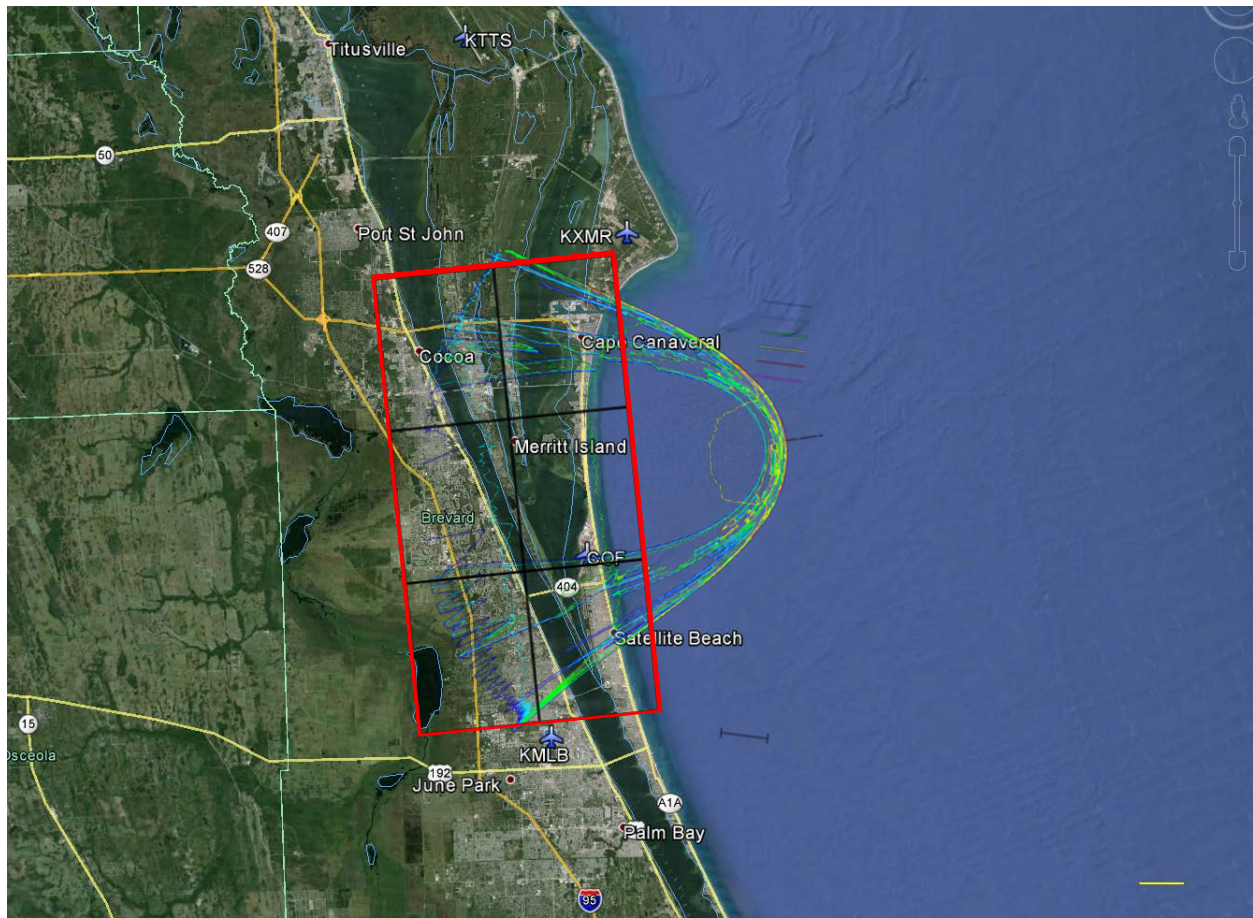 KTTS
Titusville
50
Port St John
KXMR
407
528
Cape Canaveral
Cocoa
Merritt Island
Brevard
COF
404
Satellite Beach
15
Osceola
KMLB
192
June Park
A1A
Palm Bay
95